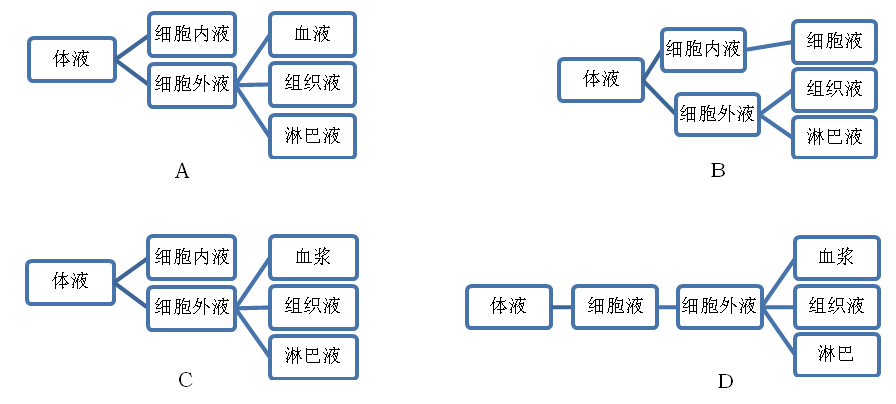 体液
细胞内液
细胞外液
血液
组织液
淋巴液
A
体液
细胞内液
细胞外液
细胞液
组织液
淋巴液
B
体液
细胞内液
细胞外液
血浆
组织液
淋巴液
C
体液
细胞液
细胞外液
血浆
组织液
淋巴
D